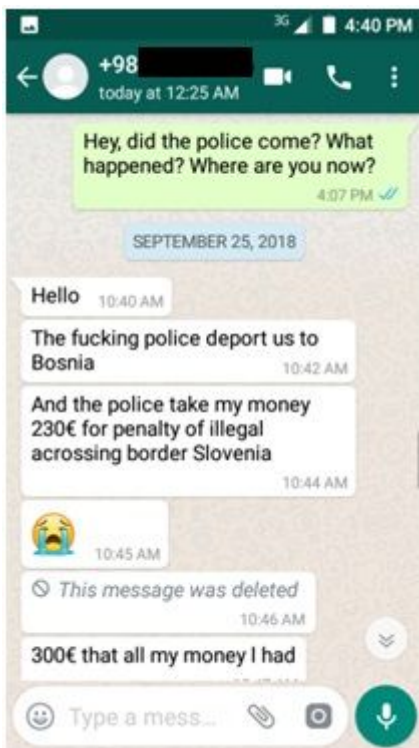 3G 4:40 PM
+98
today at 12:25 AM
Hey, did the police come? What
happened? Where are you now?
4:07 PM
SEPTEMBER 25, 2018
Hello 10:40 AM
The fucking police deport us to
Bosnia 10:42 AM
And the police take my money
230€ for penalty of illegal
acrossing border Slovenia
10:44 AM
10:45 AM
This message was deleted
10:46 AM
300€ that all my money I had
Type a mess...